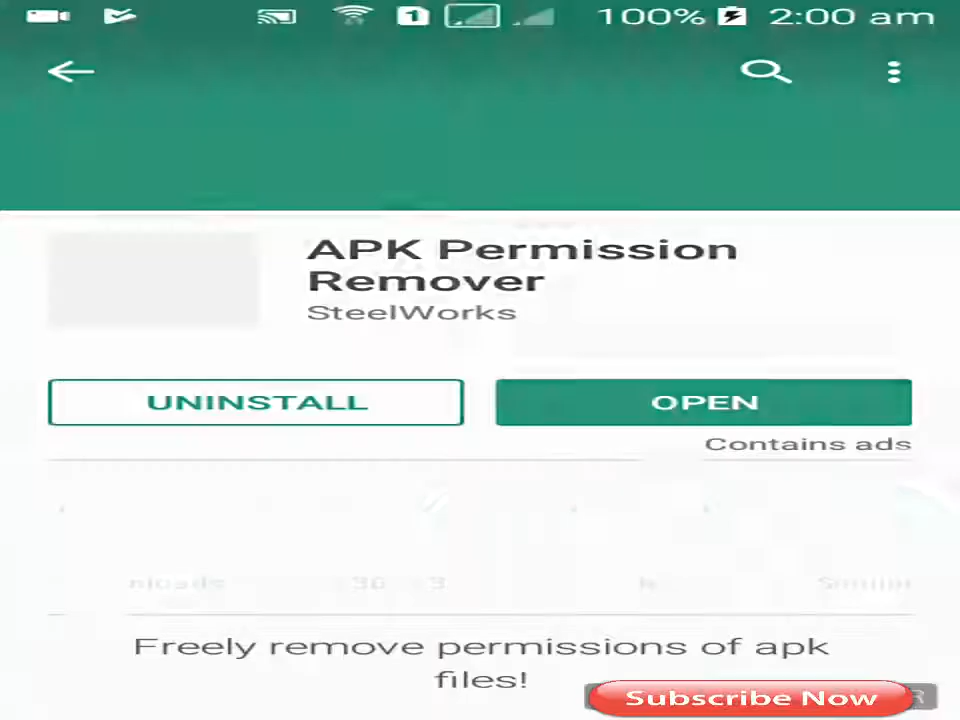 1 100% 2:00 am
APK Permission
Remover
SteelWorks
UNINSTALL OPEN
Contains ads
Freely remove permissions of apk
files!
Subscribe Now